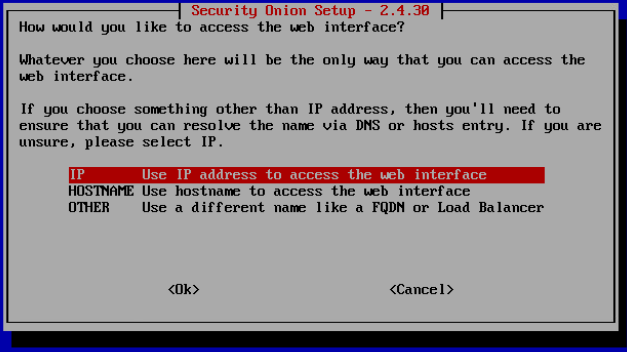 Security Onion Setup - 2.4.30
How would you like to access the web interface?
Whatever you choose here will be the only way that you can access the
web interface.
If you choose something other than IP address, then you'll need to
ensure that you can resolve the name via DNS or hosts entry. If you are
unsure, please select IP.
IP Use IP address to access the web interface
HOSTNAME Use hostname to access the web interface
OTHER Use a different name like a FQDN or Load Balancer
<Ok> <Cancel>